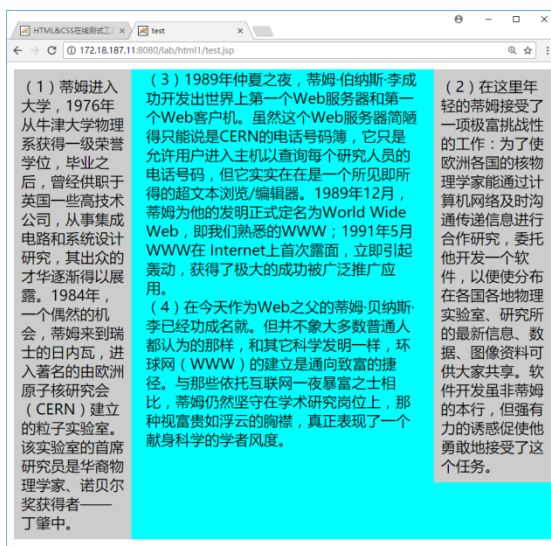 HTML&CSS在线测试工
test
172.18.187.11:8080/lab/html1/test.jsp
（1）蒂姆进入
大学，1976年
从牛津大学物理
系获得一级荣誉
学位，毕业之
后，曾经供职于
英国一些高技术
公司，从事集成
电路和系统设计
研究，其出众的
才华逐渐得以展
露。1984年，
一个偶然的机
会，蒂姆来到瑞
士的日内瓦，进
入著名的由欧洲
原子核研究会
（CERN）建立
的粒子实验室。
该实验室的首席
研究员是华裔物
理学家、诺贝尔
奖获得者——
丁肇中。
（3）1989年仲夏之夜，蒂姆·伯纳斯·李成
功开发出世界上第一个Web服务器和第一
个Web客户机。虽然这个Web服务器简陋
得只能说是CERN的电话号码簿，它只是
允许用户进入主机以查询每个研究人员的
电话号码，但它实实在在是一个所见即所
得的超文本浏览/编辑器。1989年12月，
蒂姆为他的发明正式定名为World Wide
Web，即我们熟悉的WWW；1991年5月
WWW在 Internet上首次露面，立即引起
轰动，获得了极大的成功被广泛推广应
用。
（4）在今天作为Web之父的蒂姆·贝纳斯·
李已经功成名就。但并不象大多数普通人
都认为的那样，和其它科学发明一样，环
球网（WWW）的建立是通向致富的捷
径。与那些依托互联网一夜暴富之士相
比，蒂姆仍然坚守在学术研究岗位上，那
种视富贵如浮云的胸襟，真正表现了一个
献身科学的学者风度。
（2）在这里年
轻的蒂姆接受了
一项极富挑战性
的工作：为了使
欧洲各国的核物
理学家能通过计
算机网络及时沟
通传递信息进行
合作研究，委托
他开发一个软
件，以便使分布
在各国各地物理
实验室、研究所
的最新信息、数
据、图像资料可
供大家共享。软
件开发虽非蒂姆
的本行，但强有
力的诱惑促使他
勇敢地接受了这
个任务。